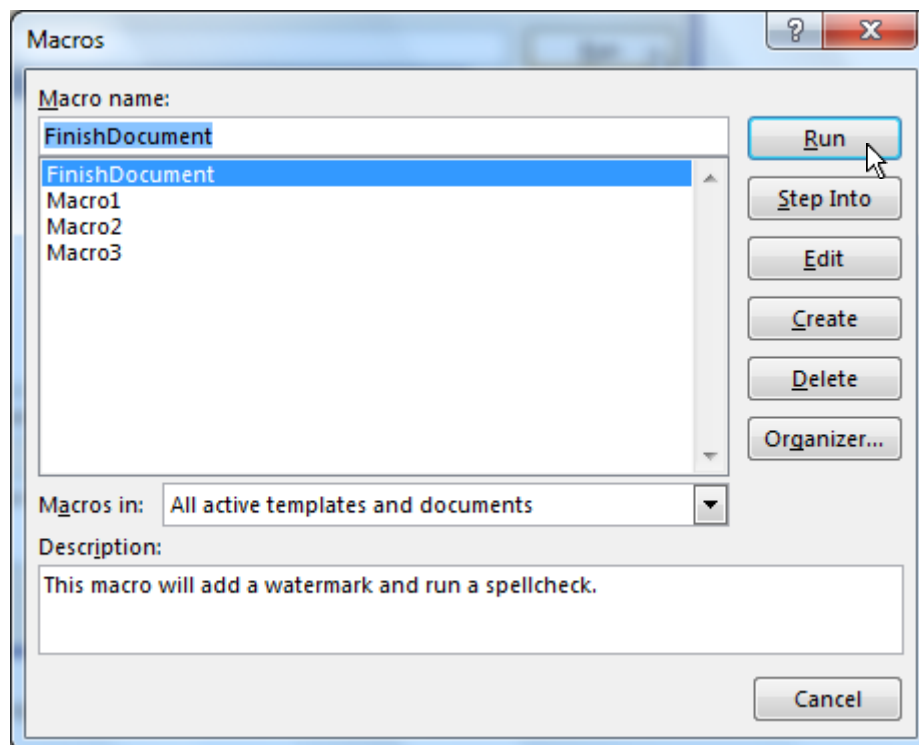 Macros
Macro name:
FinishDocument
Run
FinishDocument
Macro1
Macro2
Macro3
Step Into
Edit
Create
Delete
Organizer...
Macros in: All active templates and documents
Description:
This macro will add a watermark and run a spellcheck.
Cancel